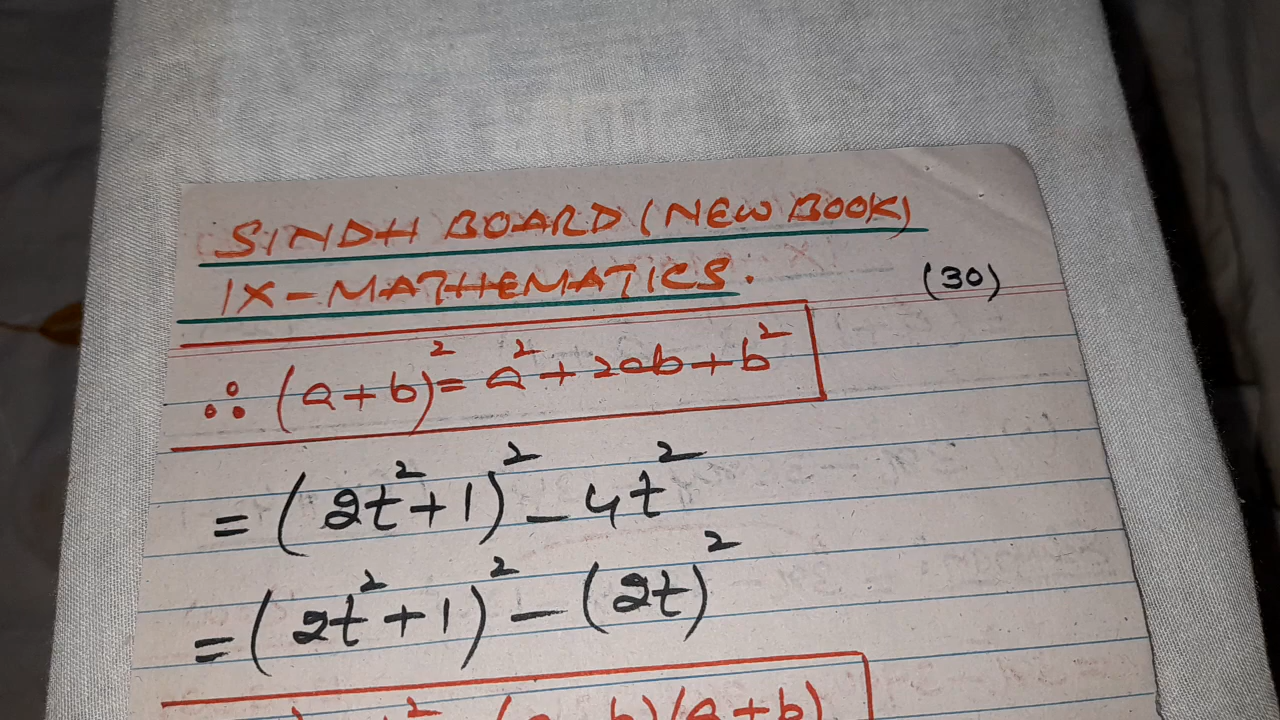 SINDH BOARD (NEW BOOK)
IX-MATHEMATICS.
(30)
∴ (a+b)² = a² + 2ab + b²
= (2t²+1)² - 4t²
= (2t²+1)² - (2t)²
(a-b)(a+b)